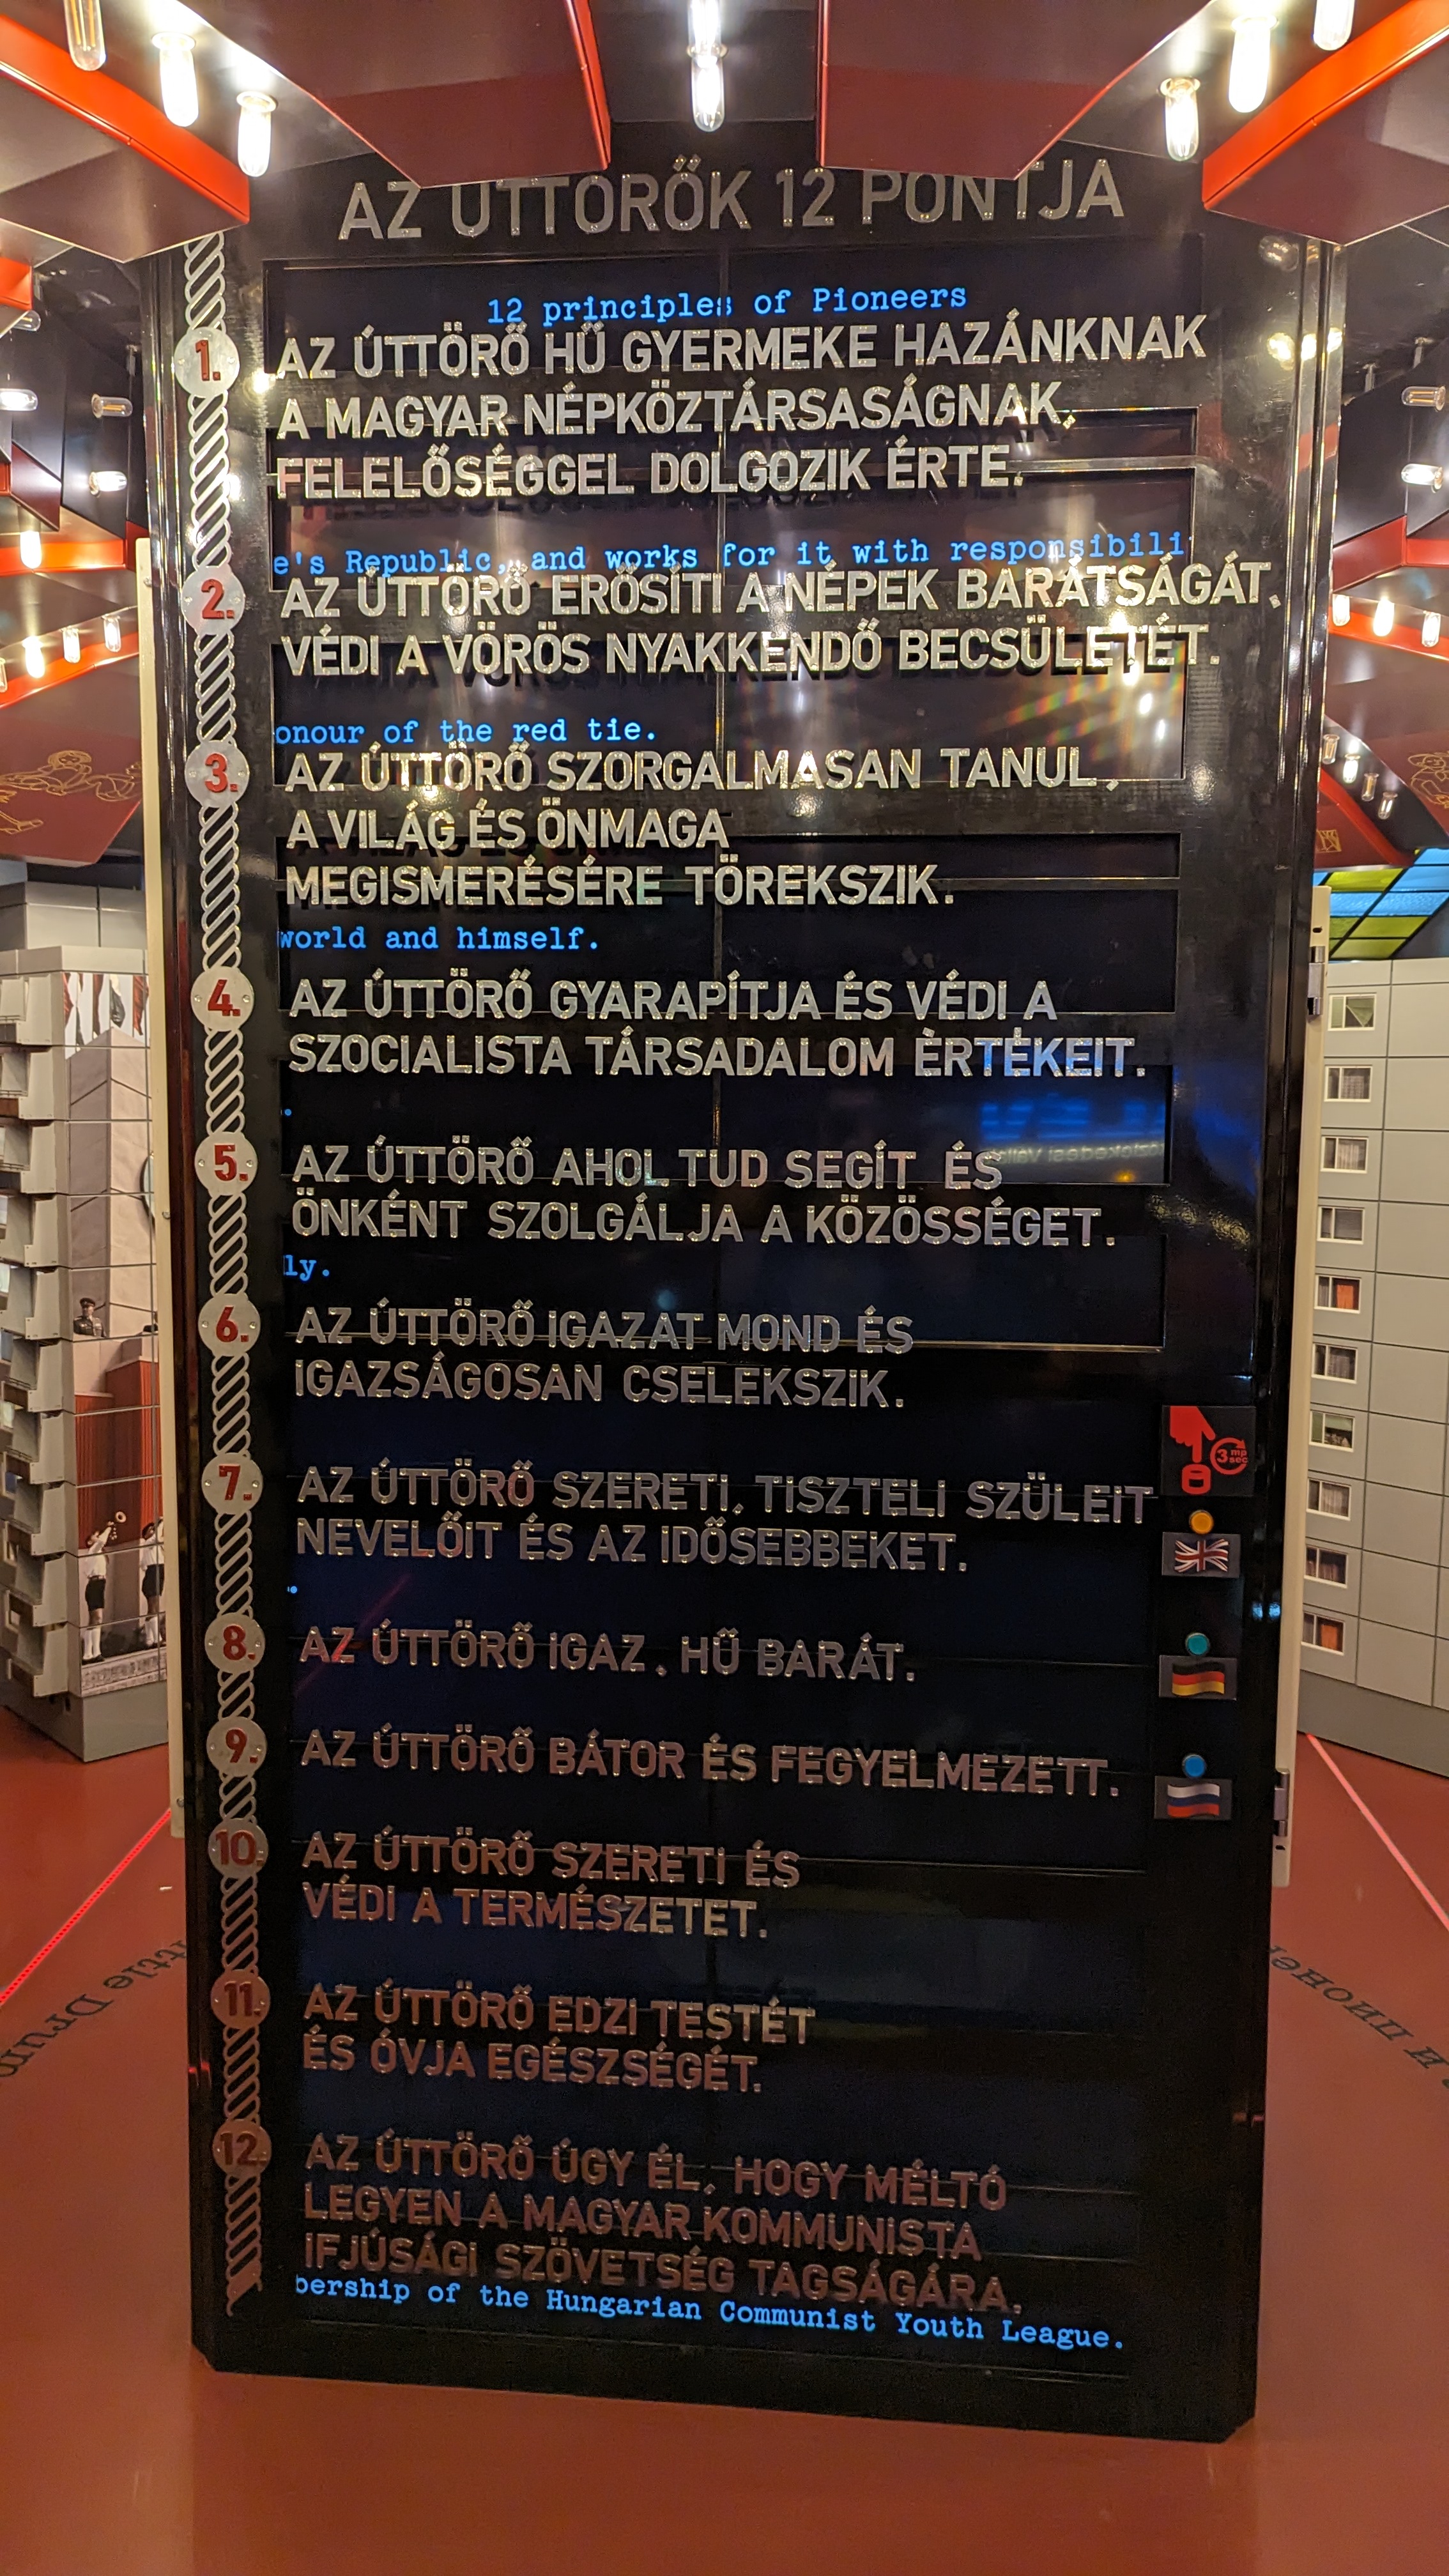 AZ ÚTTÖRŐK 12 PONTJA
12 principles of Pioneers
1. AZ ÚTTÖRŐ HŰ GYERMEKE HAZÁNKNAK
A MAGYAR NÉPKÖZTÁRSASÁGNAK,
FELELŐSÉGGEL DOLGOZIK ÉRTE.
e's Republic, and works for it with responsibili
2. AZ ÚTTÖRŐ ERŐSÍTI A NÉPEK BARÁTSÁGÁT,
VÉDI A VÖRÖS NYAKKENDŐ BECSÜLETÉT.
onour of the red tie.
3. AZ ÚTTÖRŐ SZORGALMASAN TANUL,
A VILÁG ÉS ÖNMAGA
MEGISMERÉSÉRE TÖREKSZIK.
world and himself.
4. AZ ÚTTÖRŐ GYARAPÍTJA ÉS VÉDI A
SZOCIALISTA TÁRSADALOM ÈRTÉKEIT.
.
5. AZ ÚTTÖRŐ AHOL TUD SEGÍT ÉS
ÖNKÉNT SZOLGÁLJA A KÖZÖSSÉGET.
ly.
6. AZ ÚTTÖRŐ IGAZAT MOND ÉS
IGAZSÁGOSAN CSELEKSZIK.
7. AZ ÚTTÖRŐ SZERETI, TISZTELI SZÜLEIT
NEVELŐIT ÉS AZ IDŐSEBBEKET.
.
3 mp
sec
8. AZ ÚTTÖRŐ IGAZ, HŰ BARÁT.
9. AZ ÚTTÖRŐ BÁTOR ÉS FEGYELMEZETT.
10. AZ ÚTTÖRŐ SZERETI ÉS
VÉDI A TERMÉSZETET.
11. AZ ÚTTÖRŐ EDZI TESTÉT
ÉS ÓVJA EGÉSZSÉGÉT.
12. AZ ÚTTÖRŐ ÚGY ÉL, HOGY MÉLTÓ
LEGYEN A MAGYAR KOMMUNISTA
IFJÚSÁGI SZÖVETSÉG TAGSÁGÁRA.
bership of the Hungarian Communist Youth League.
ttle Drum
и пионер